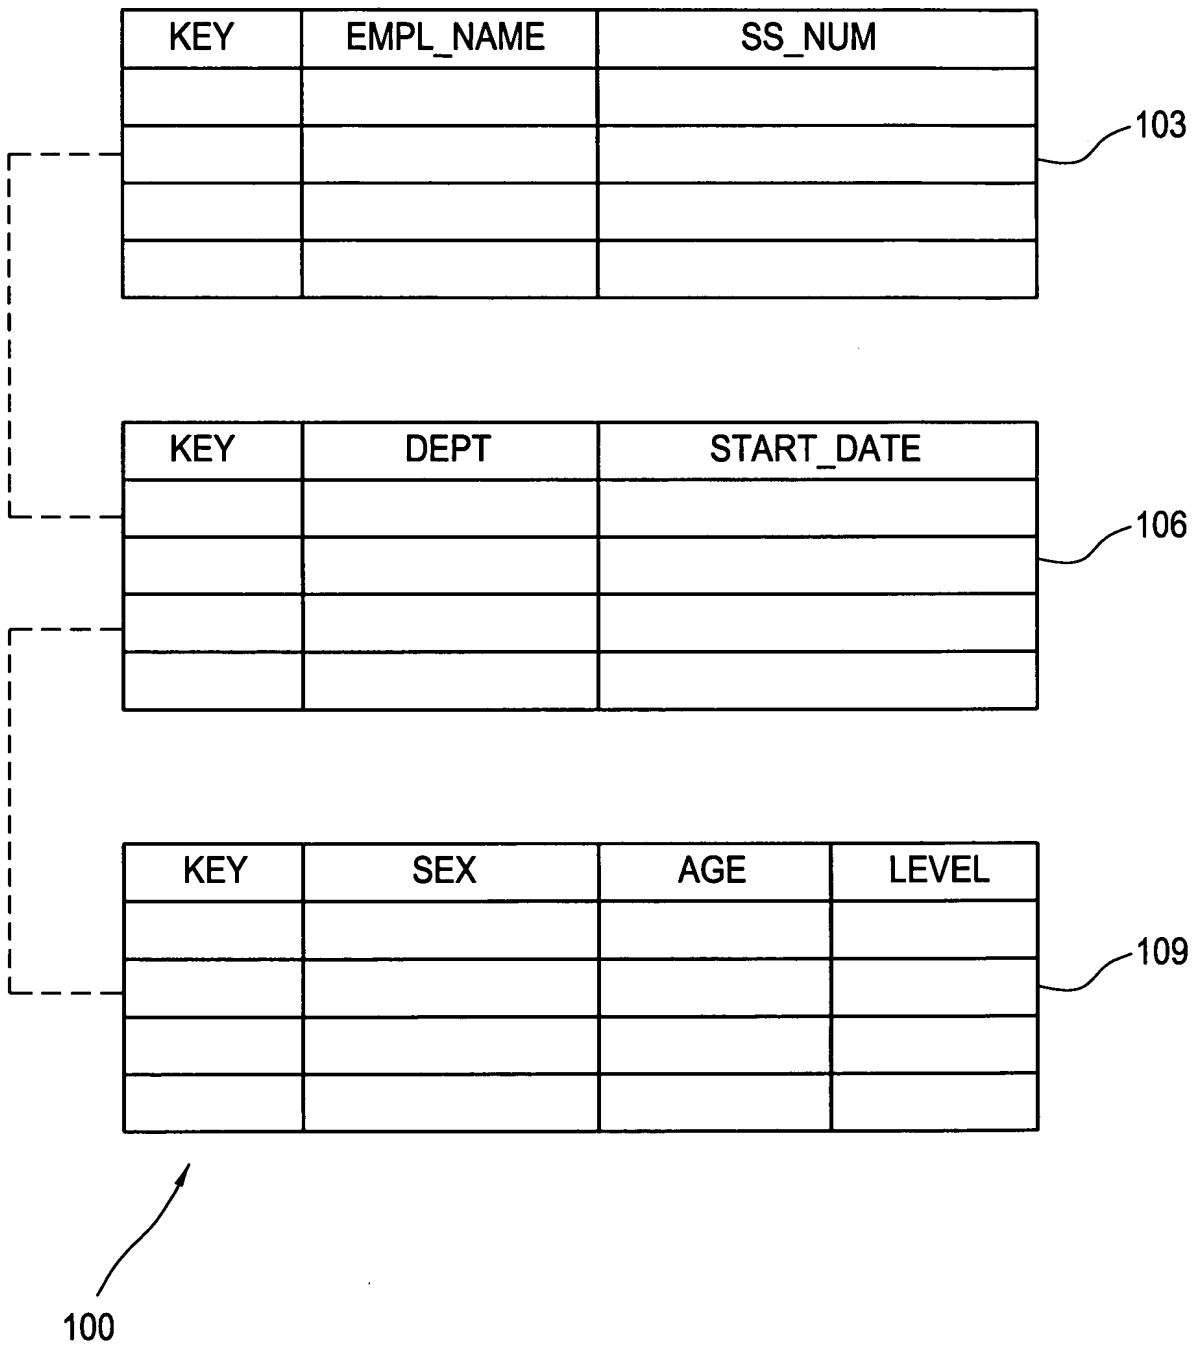 KEY EMPL_NAME SS_NUM
103
KEY DEPT START_DATE
106
KEY SEX AGE LEVEL
109
100